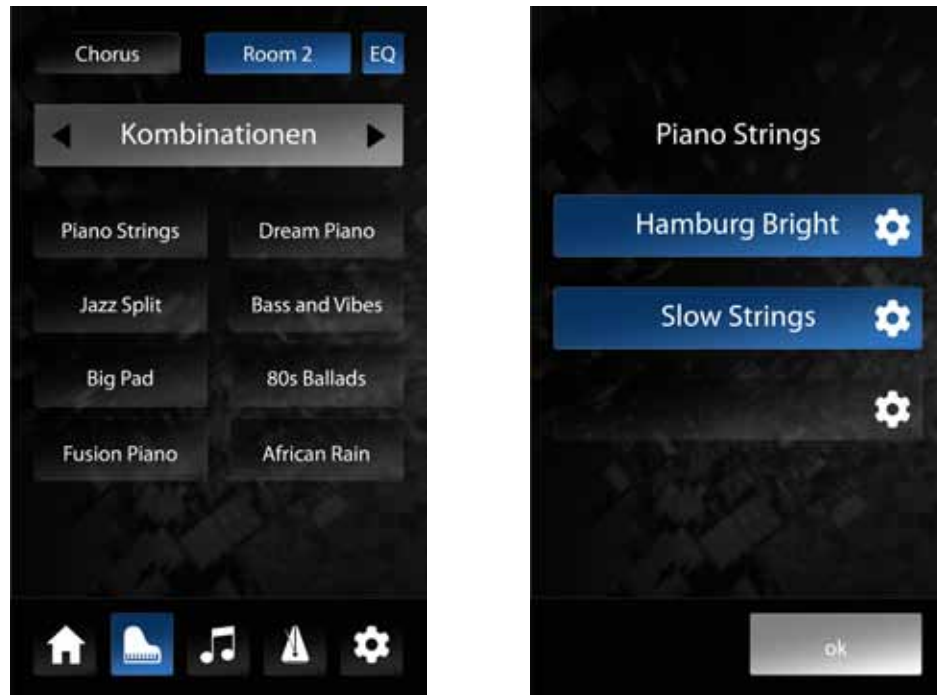 Chorus Room 2 EQ
Kombinationen
Piano Strings Dream Piano
Jazz Split Bass and Vibes
Big Pad 80s Ballads
Fusion Piano African Rain
Piano Strings
Hamburg Bright
Slow Strings
ok